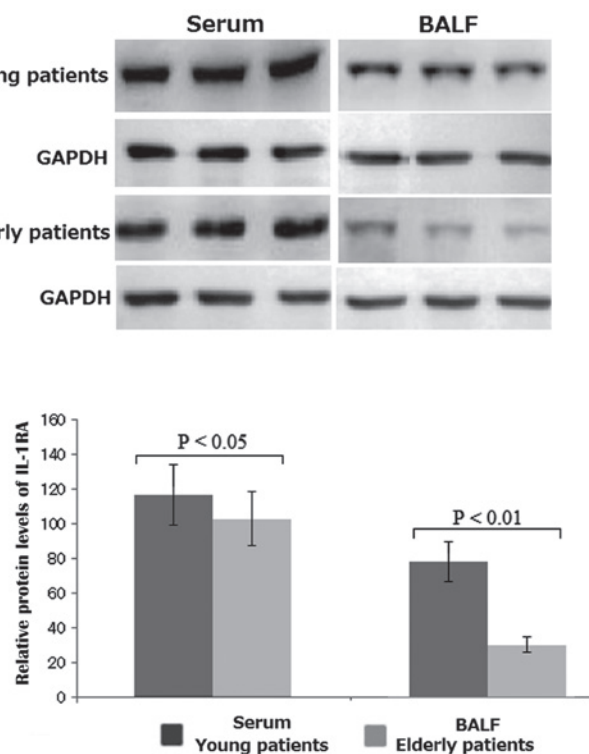 Serum BALF
ng patients
GAPDH
rly patients
GAPDH
Relative protein levels of IL-1RA
160
140
120
100
80
60
40
20
0
P < 0.05
P < 0.01
Serum BALF
Young patients Elderly patients